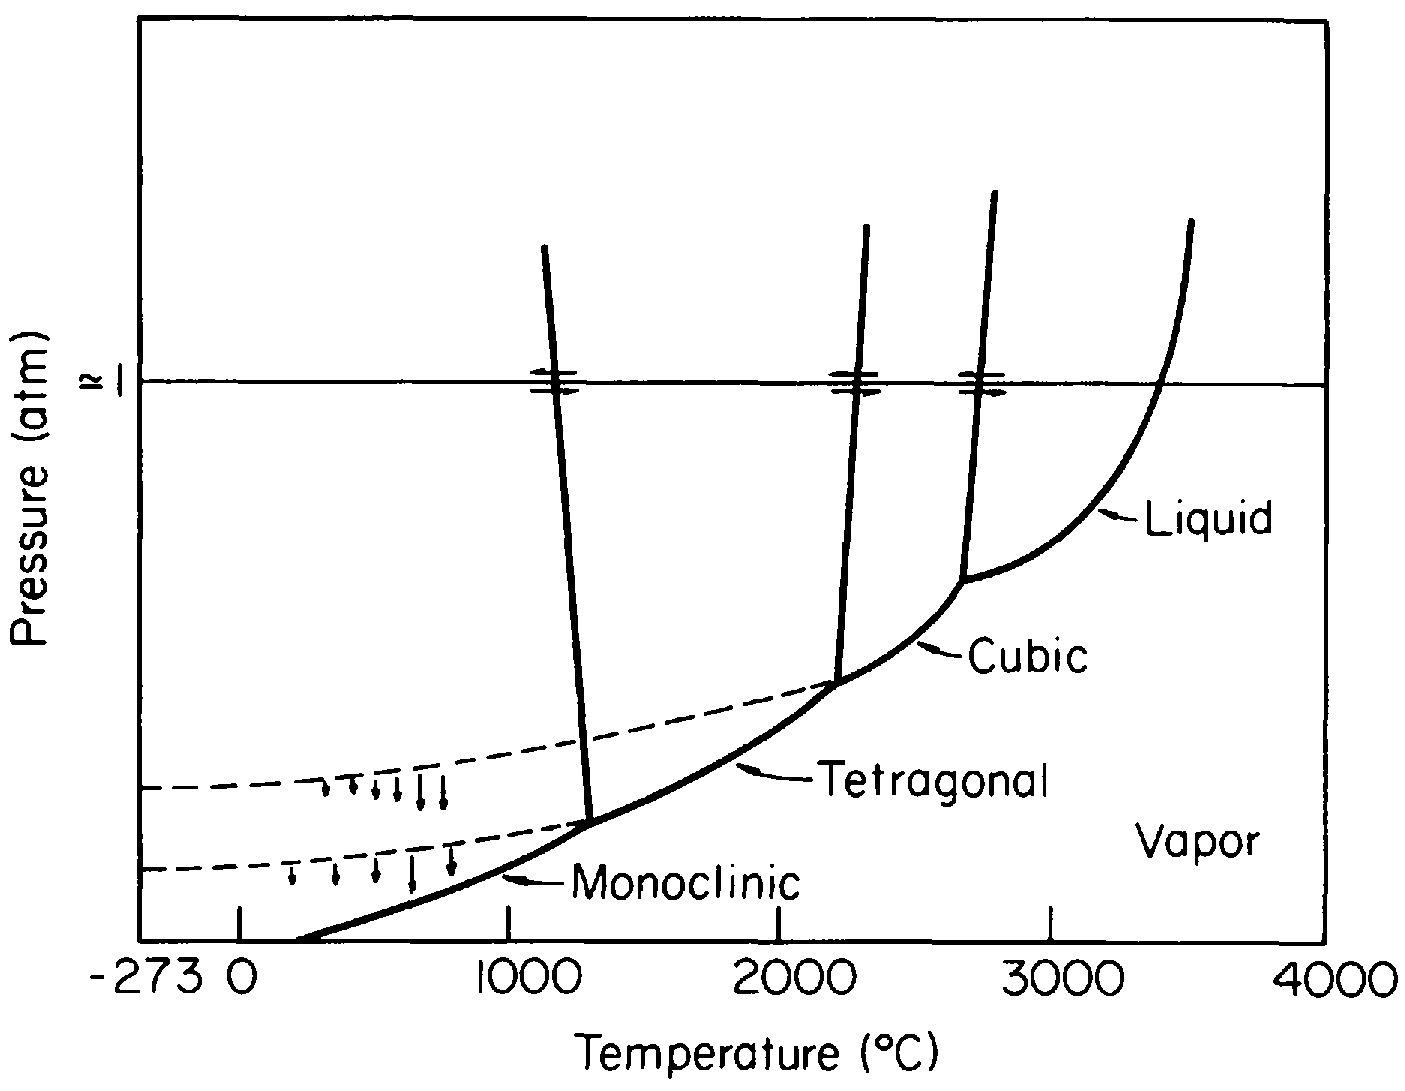 Pressure (atm)
≈ 1
Liquid
Cubic
Tetragonal
Vapor
Monoclinic
-273 0 1000 2000 3000 4000
Temperature (°C)